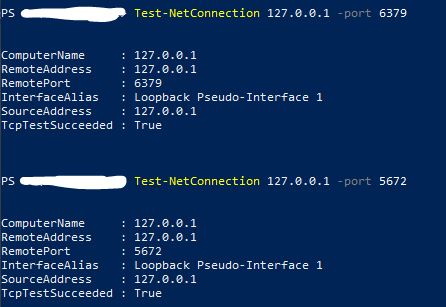 PS Test-NetConnection 127.0.0.1 -port 6379
ComputerName : 127.0.0.1
RemoteAddress : 127.0.0.1
RemotePort : 6379
InterfaceAlias : Loopback Pseudo-Interface 1
SourceAddress : 127.0.0.1
TcpTestSucceeded : True
PS Test-NetConnection 127.0.0.1 -port 5672
ComputerName : 127.0.0.1
RemoteAddress : 127.0.0.1
RemotePort : 5672
InterfaceAlias : Loopback Pseudo-Interface 1
SourceAddress : 127.0.0.1
TcpTestSucceeded : True